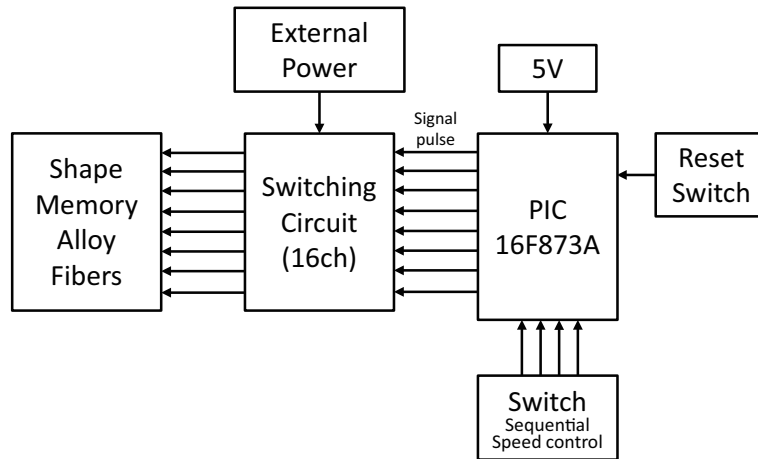 External
Power
5V
Signal
pulse
Shape
Memory
Alloy
Fibers
Switching
Circuit
(16ch)
PIC
16F873A
Reset
Switch
Switch
Sequential
Speed control